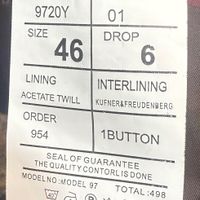 9720Y 01
SIZE DROP
46 6
LINING INTERLINING
ACETATE TWILL KUFNER&FREUDENBERG
ORDER
954 1BUTTON
SEAL OF GUARANTEE
THE QUALITY CONTORL IS DONE
MODEL NO: MODEL 97 TOTAL: 498